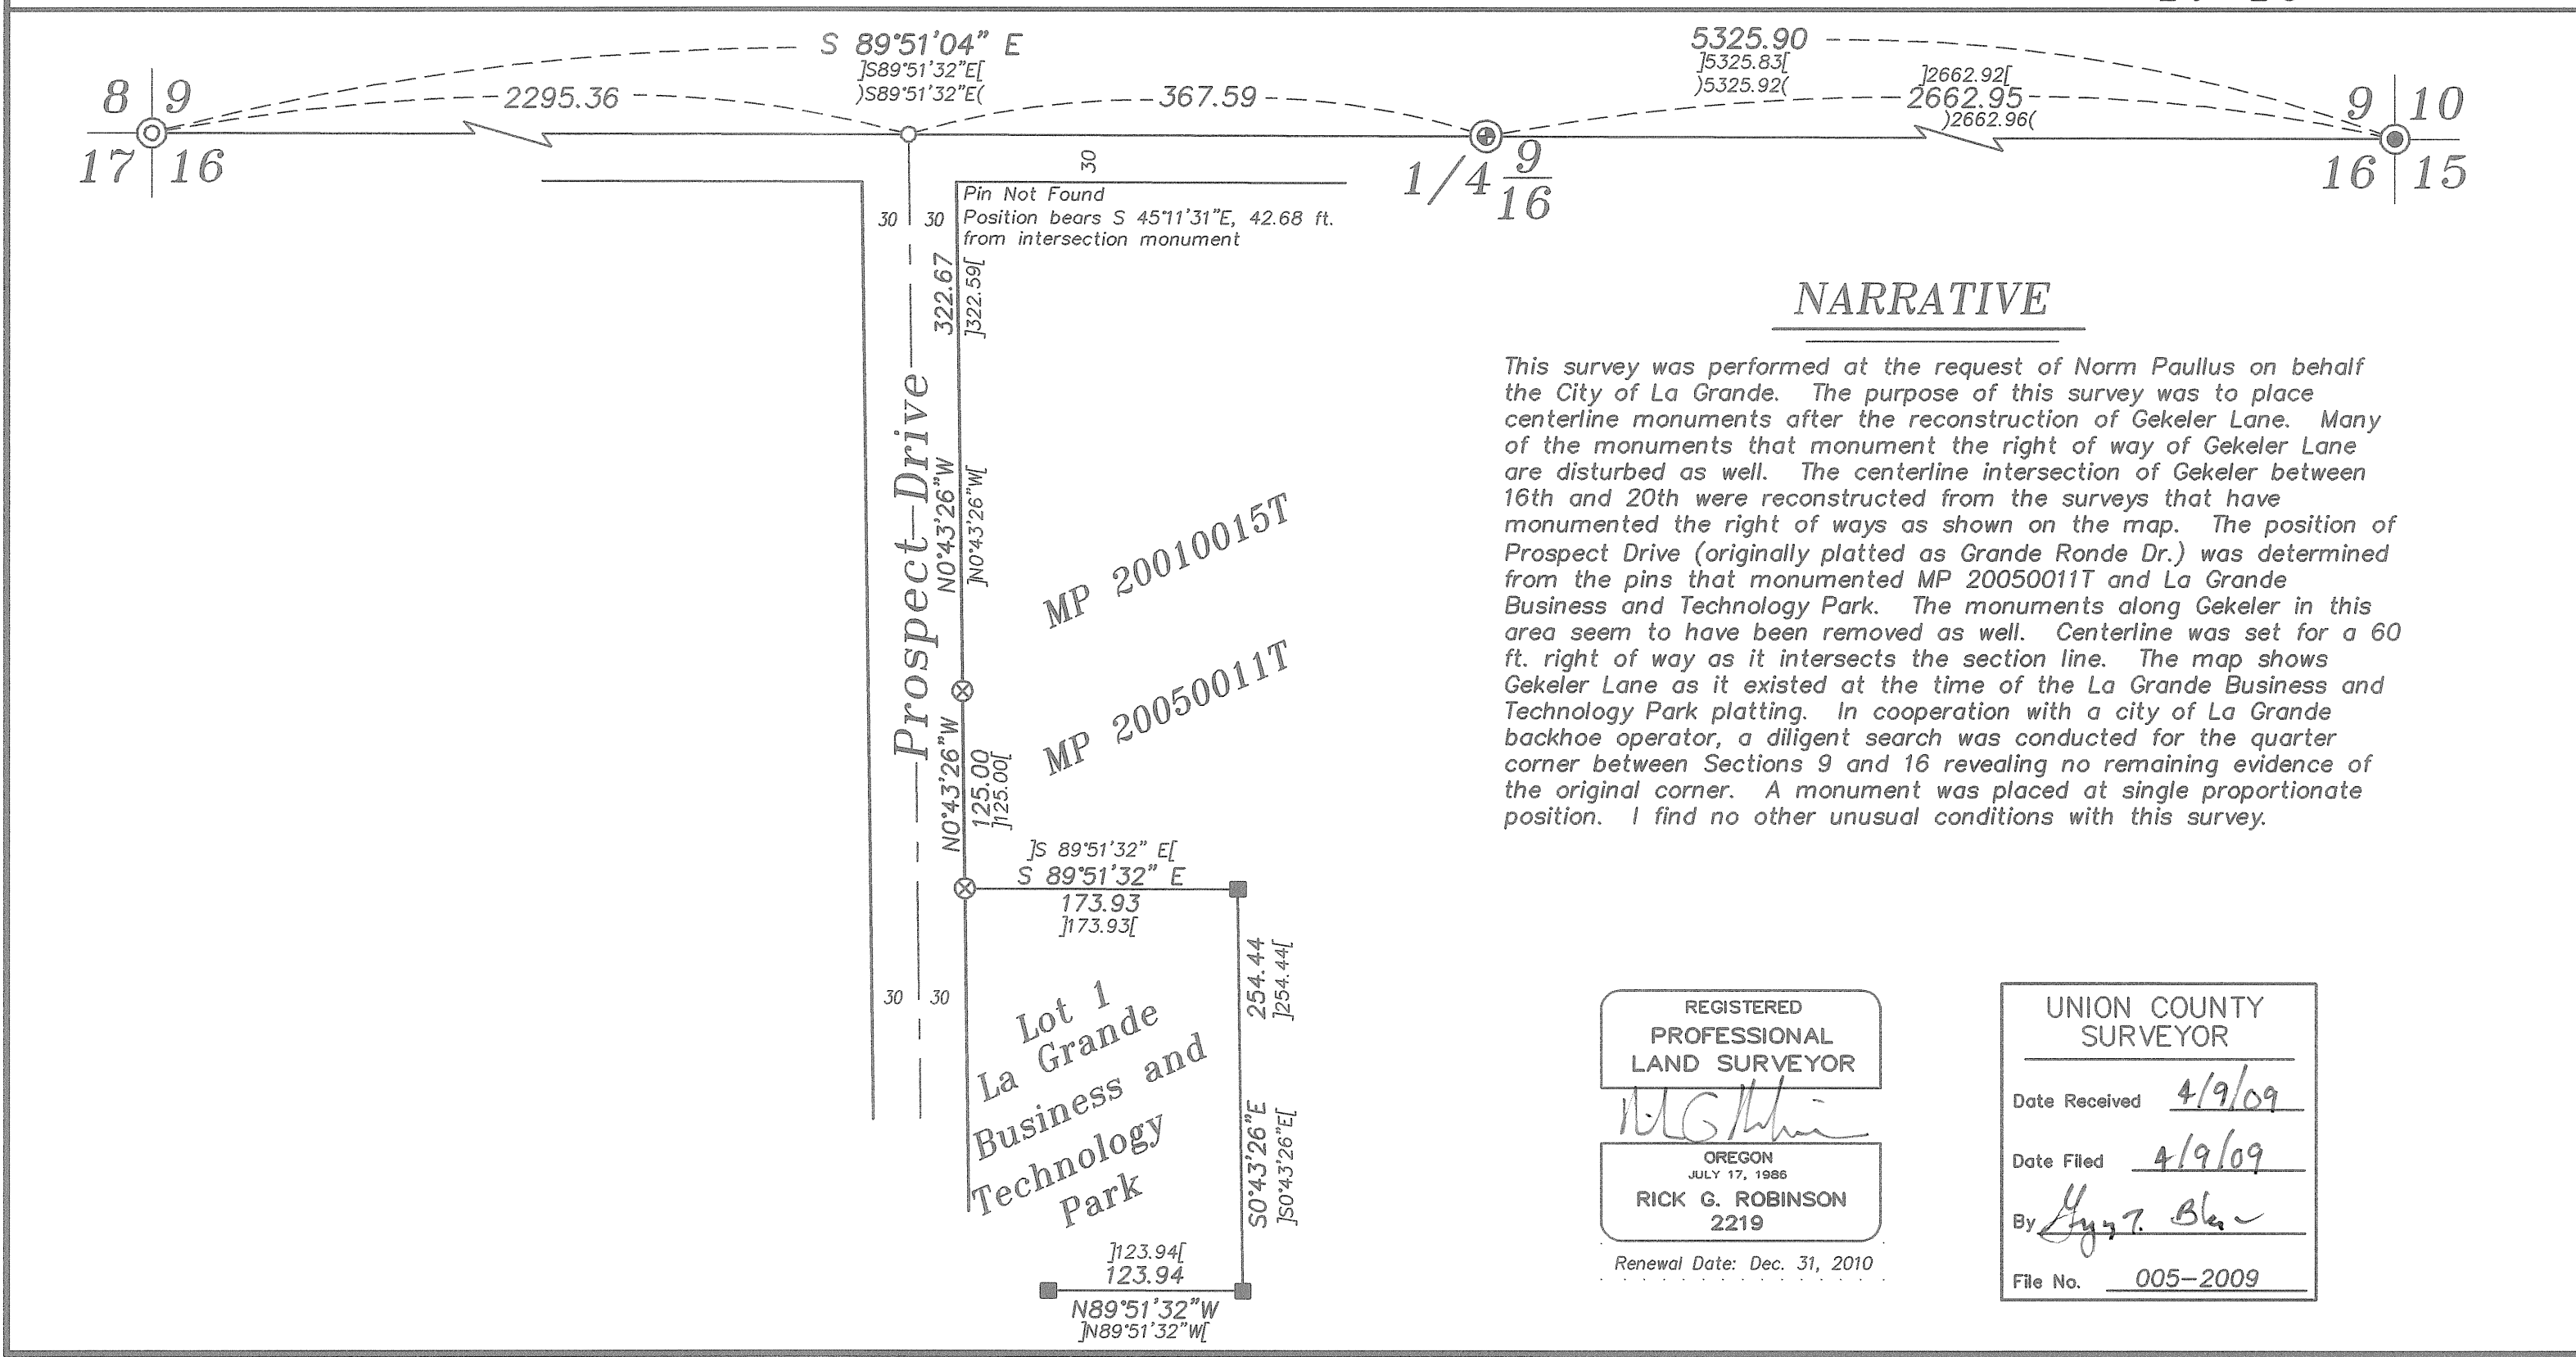 S 89°51'04" E
]S89°51'32"E[
)S89°51'32"E(
5325.90
]5325.83[
)5325.92(
]2662.92[
2662.95
)2662.96(
2295.36
367.59
8 9
17 16
1/4 9
16
9 10
16 15
30
Pin Not Found
Position bears S 45°11'31"E, 42.68 ft.
from intersection monument
30 30
322.67
]322.59[
Prospect Drive
N0°43'26"W
]N0°43'26"W[
MP 20010015T
MP 20050011T
N0°43'26"W
125.00
]125.00[
]S 89°51'32" E[
S 89°51'32" E
173.93
]173.93[
254.44
]254.44[
S0°43'26"E
]S0°43'26"E[
30 30
Lot 1
La Grande
Business and
Technology
Park
]123.94[
123.94
N89°51'32"W
]N89°51'32"W[
NARRATIVE
This survey was performed at the request of Norm Paullus on behalf
the City of La Grande. The purpose of this survey was to place
centerline monuments after the reconstruction of Gekeler Lane. Many
of the monuments that monument the right of way of Gekeler Lane
are disturbed as well. The centerline intersection of Gekeler between
16th and 20th were reconstructed from the surveys that have
monumented the right of ways as shown on the map. The position of
Prospect Drive (originally platted as Grande Ronde Dr.) was determined
from the pins that monumented MP 20050011T and La Grande
Business and Technology Park. The monuments along Gekeler in this
area seem to have been removed as well. Centerline was set for a 60
ft. right of way as it intersects the section line. The map shows
Gekeler Lane as it existed at the time of the La Grande Business and
Technology Park platting. In cooperation with a city of La Grande
backhoe operator, a diligent search was conducted for the quarter
corner between Sections 9 and 16 revealing no remaining evidence of
the original corner. A monument was placed at single proportionate
position. I find no other unusual conditions with this survey.
REGISTERED
PROFESSIONAL
LAND SURVEYOR
OREGON
JULY 17, 1986
RICK G. ROBINSON
2219
Renewal Date: Dec. 31, 2010
UNION COUNTY
SURVEYOR
Date Received 4/9/09
Date Filed 4/9/09
By
File No. 005-2009